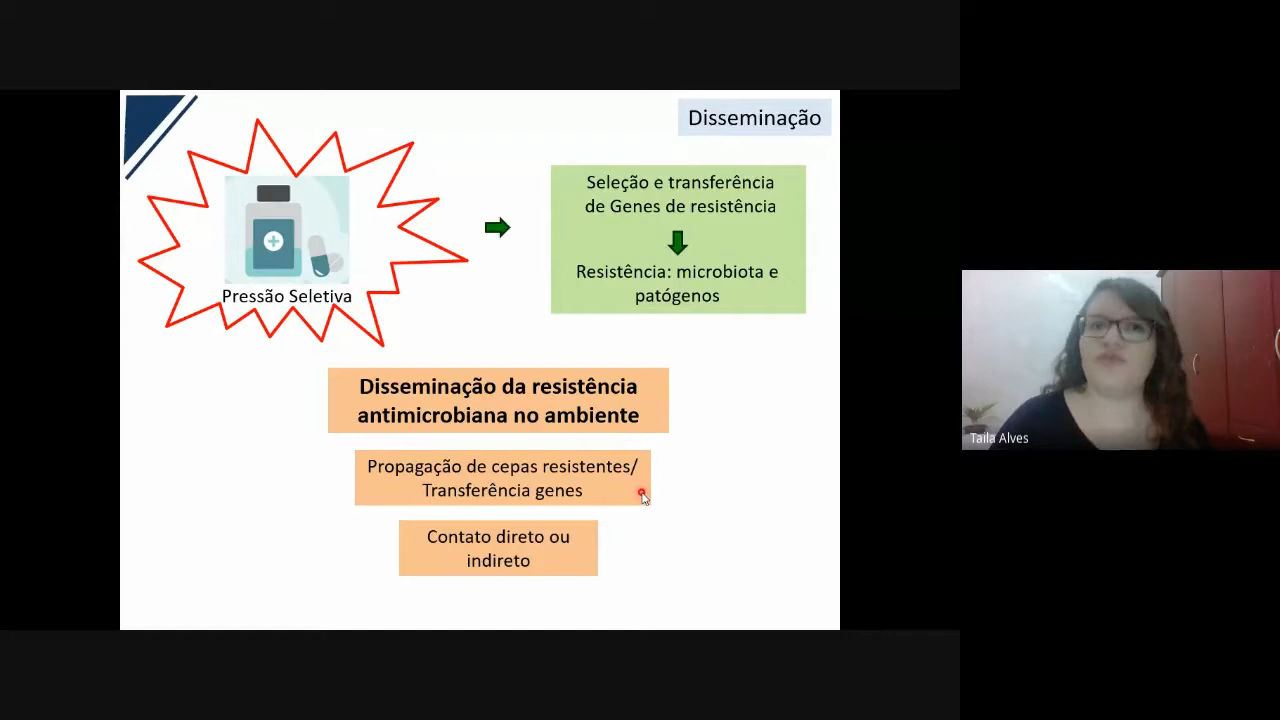 Disseminação
Pressão Seletiva
Seleção e transferência
de Genes de resistência
Resistência: microbiota e
patógenos
Disseminação da resistência
antimicrobiana no ambiente
Propagação de cepas resistentes/
Transferência genes
Contato direto ou
indireto
Taila Alves